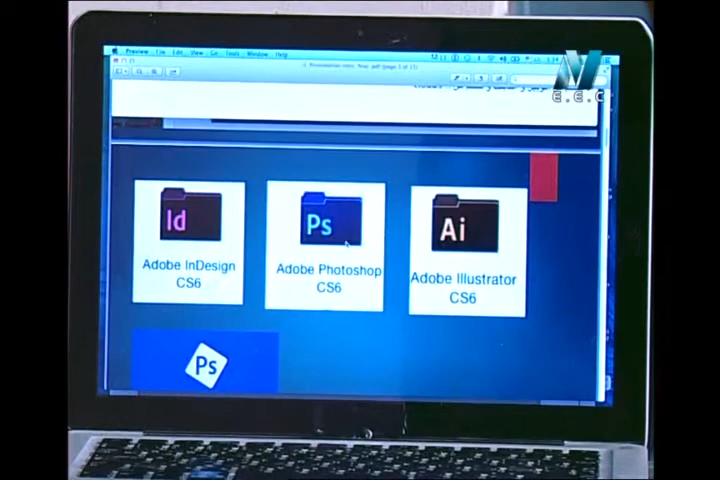 Preview File Edit View Go Tools Window Help
E.E.C
Id
Adobe InDesign
CS6
Ps
Adobe Photoshop
CS6
Ai
Adobe Illustrator
CS6
Ps